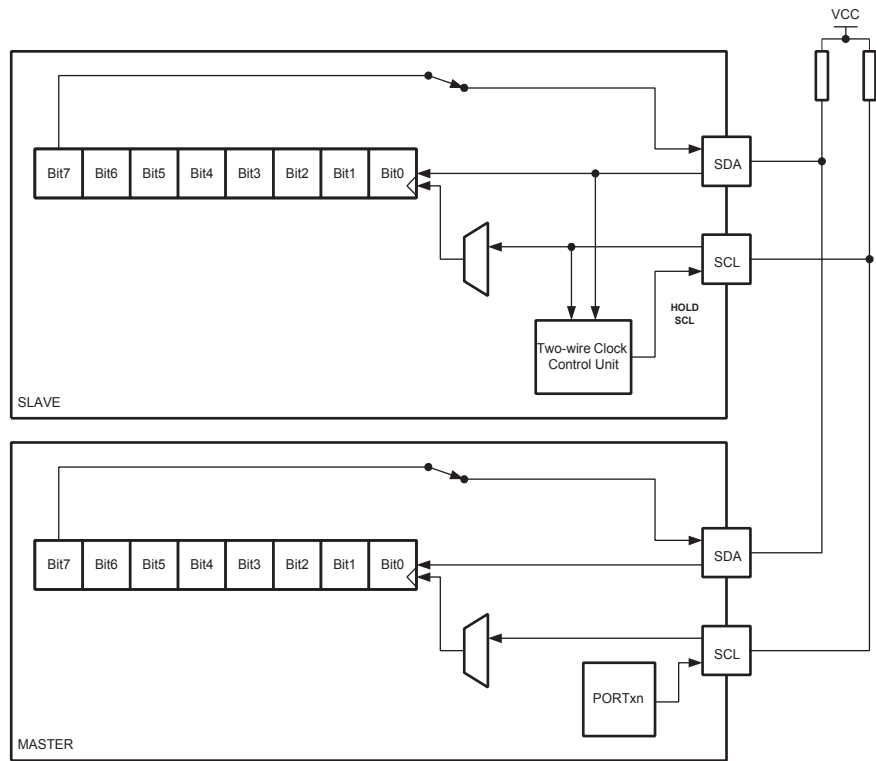 VCC
Bit7 Bit6 Bit5 Bit4 Bit3 Bit2 Bit1 Bit0
SDA
SCL
HOLD
SCL
Two-wire Clock
Control Unit
SLAVE
Bit7 Bit6 Bit5 Bit4 Bit3 Bit2 Bit1 Bit0
SDA
SCL
PORTxn
MASTER